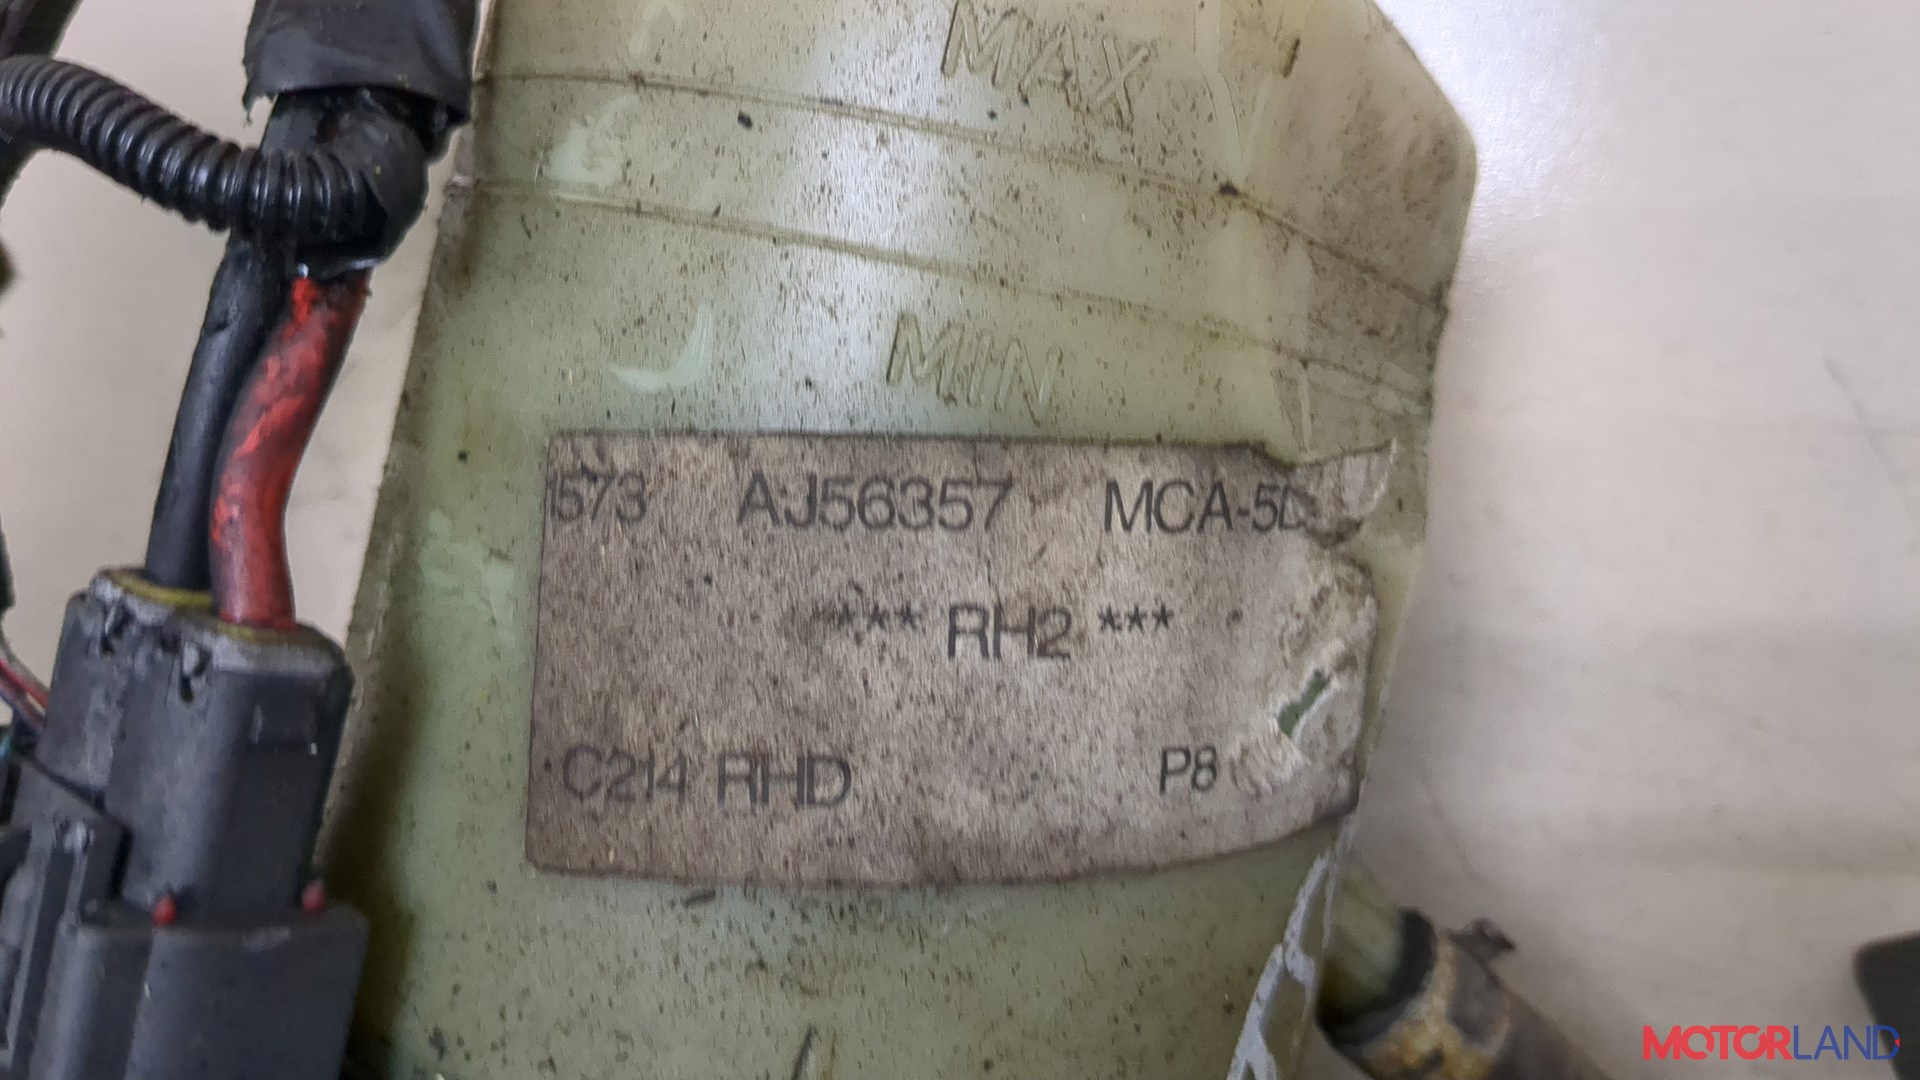 MAX
MIN
1573 AJ56357 MCA-5D
*** RH2 ***
C214 RHD P8
MOTORLAND